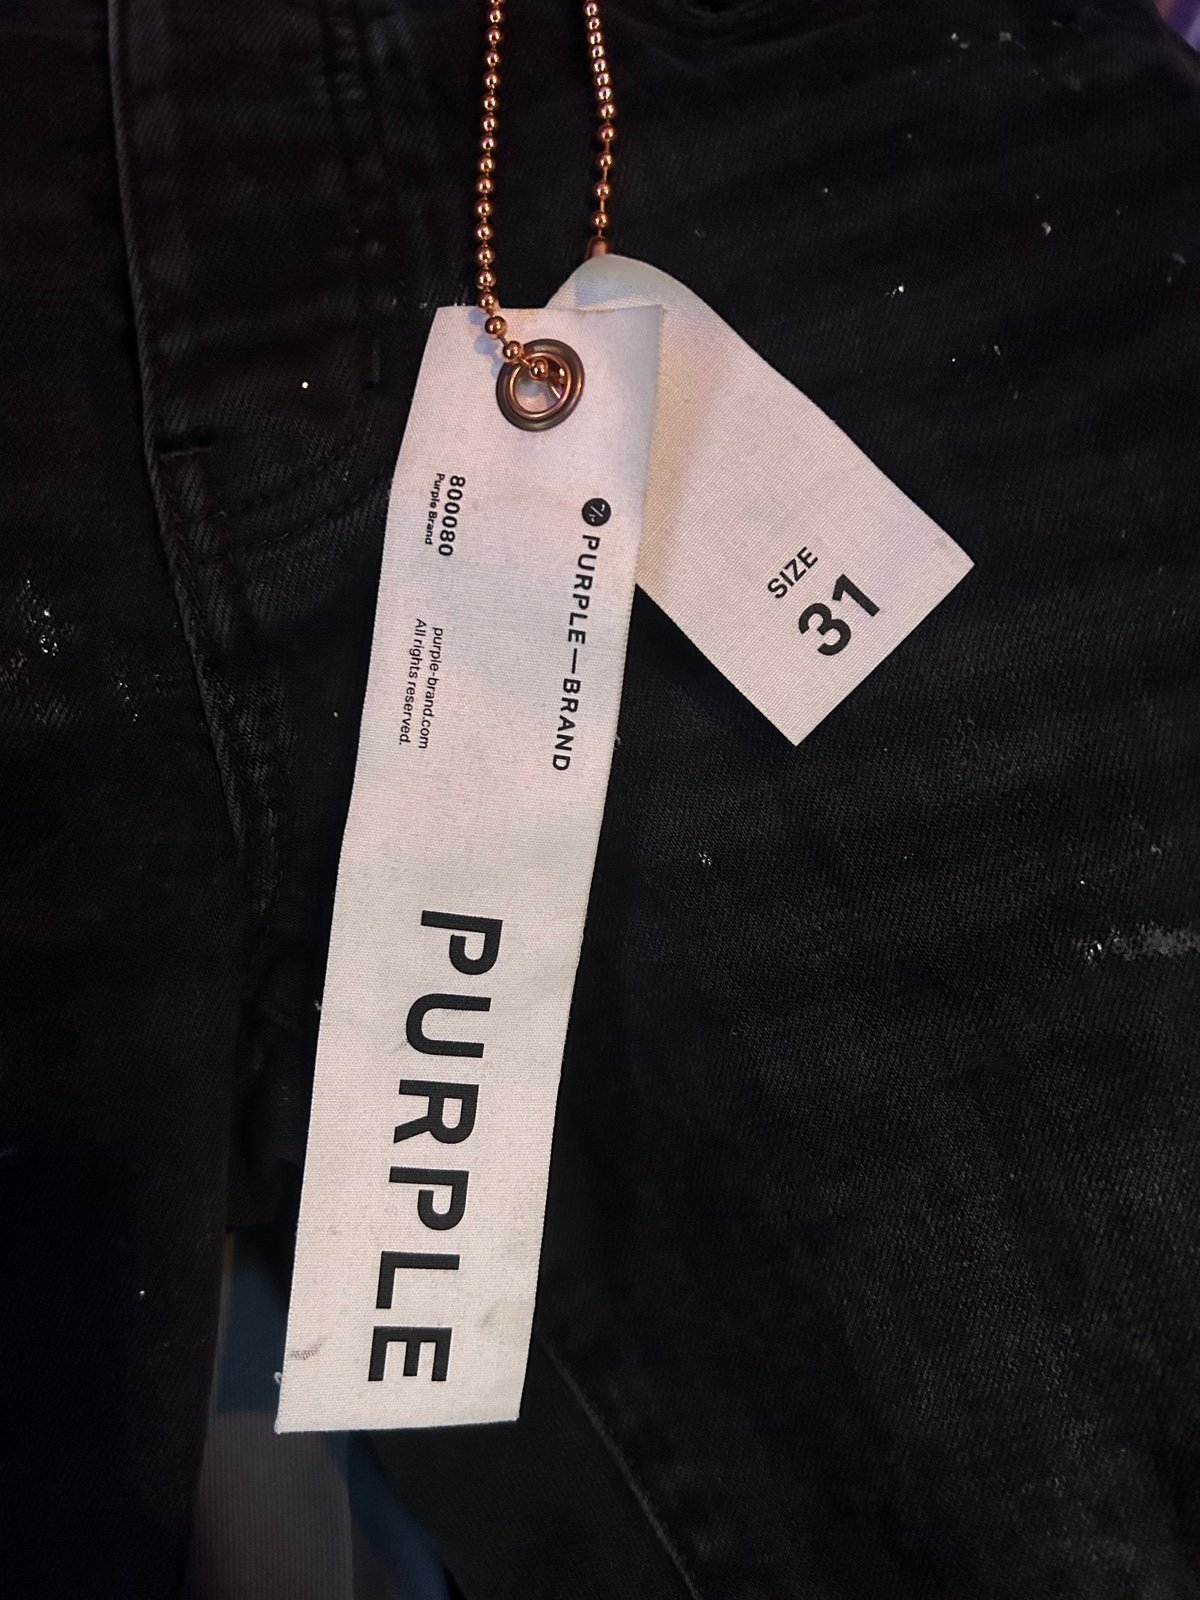 PURPLE—BRAND
800080
Purple Brand
purple-brand.com
All rights reserved.
PURPLE
SIZE
31